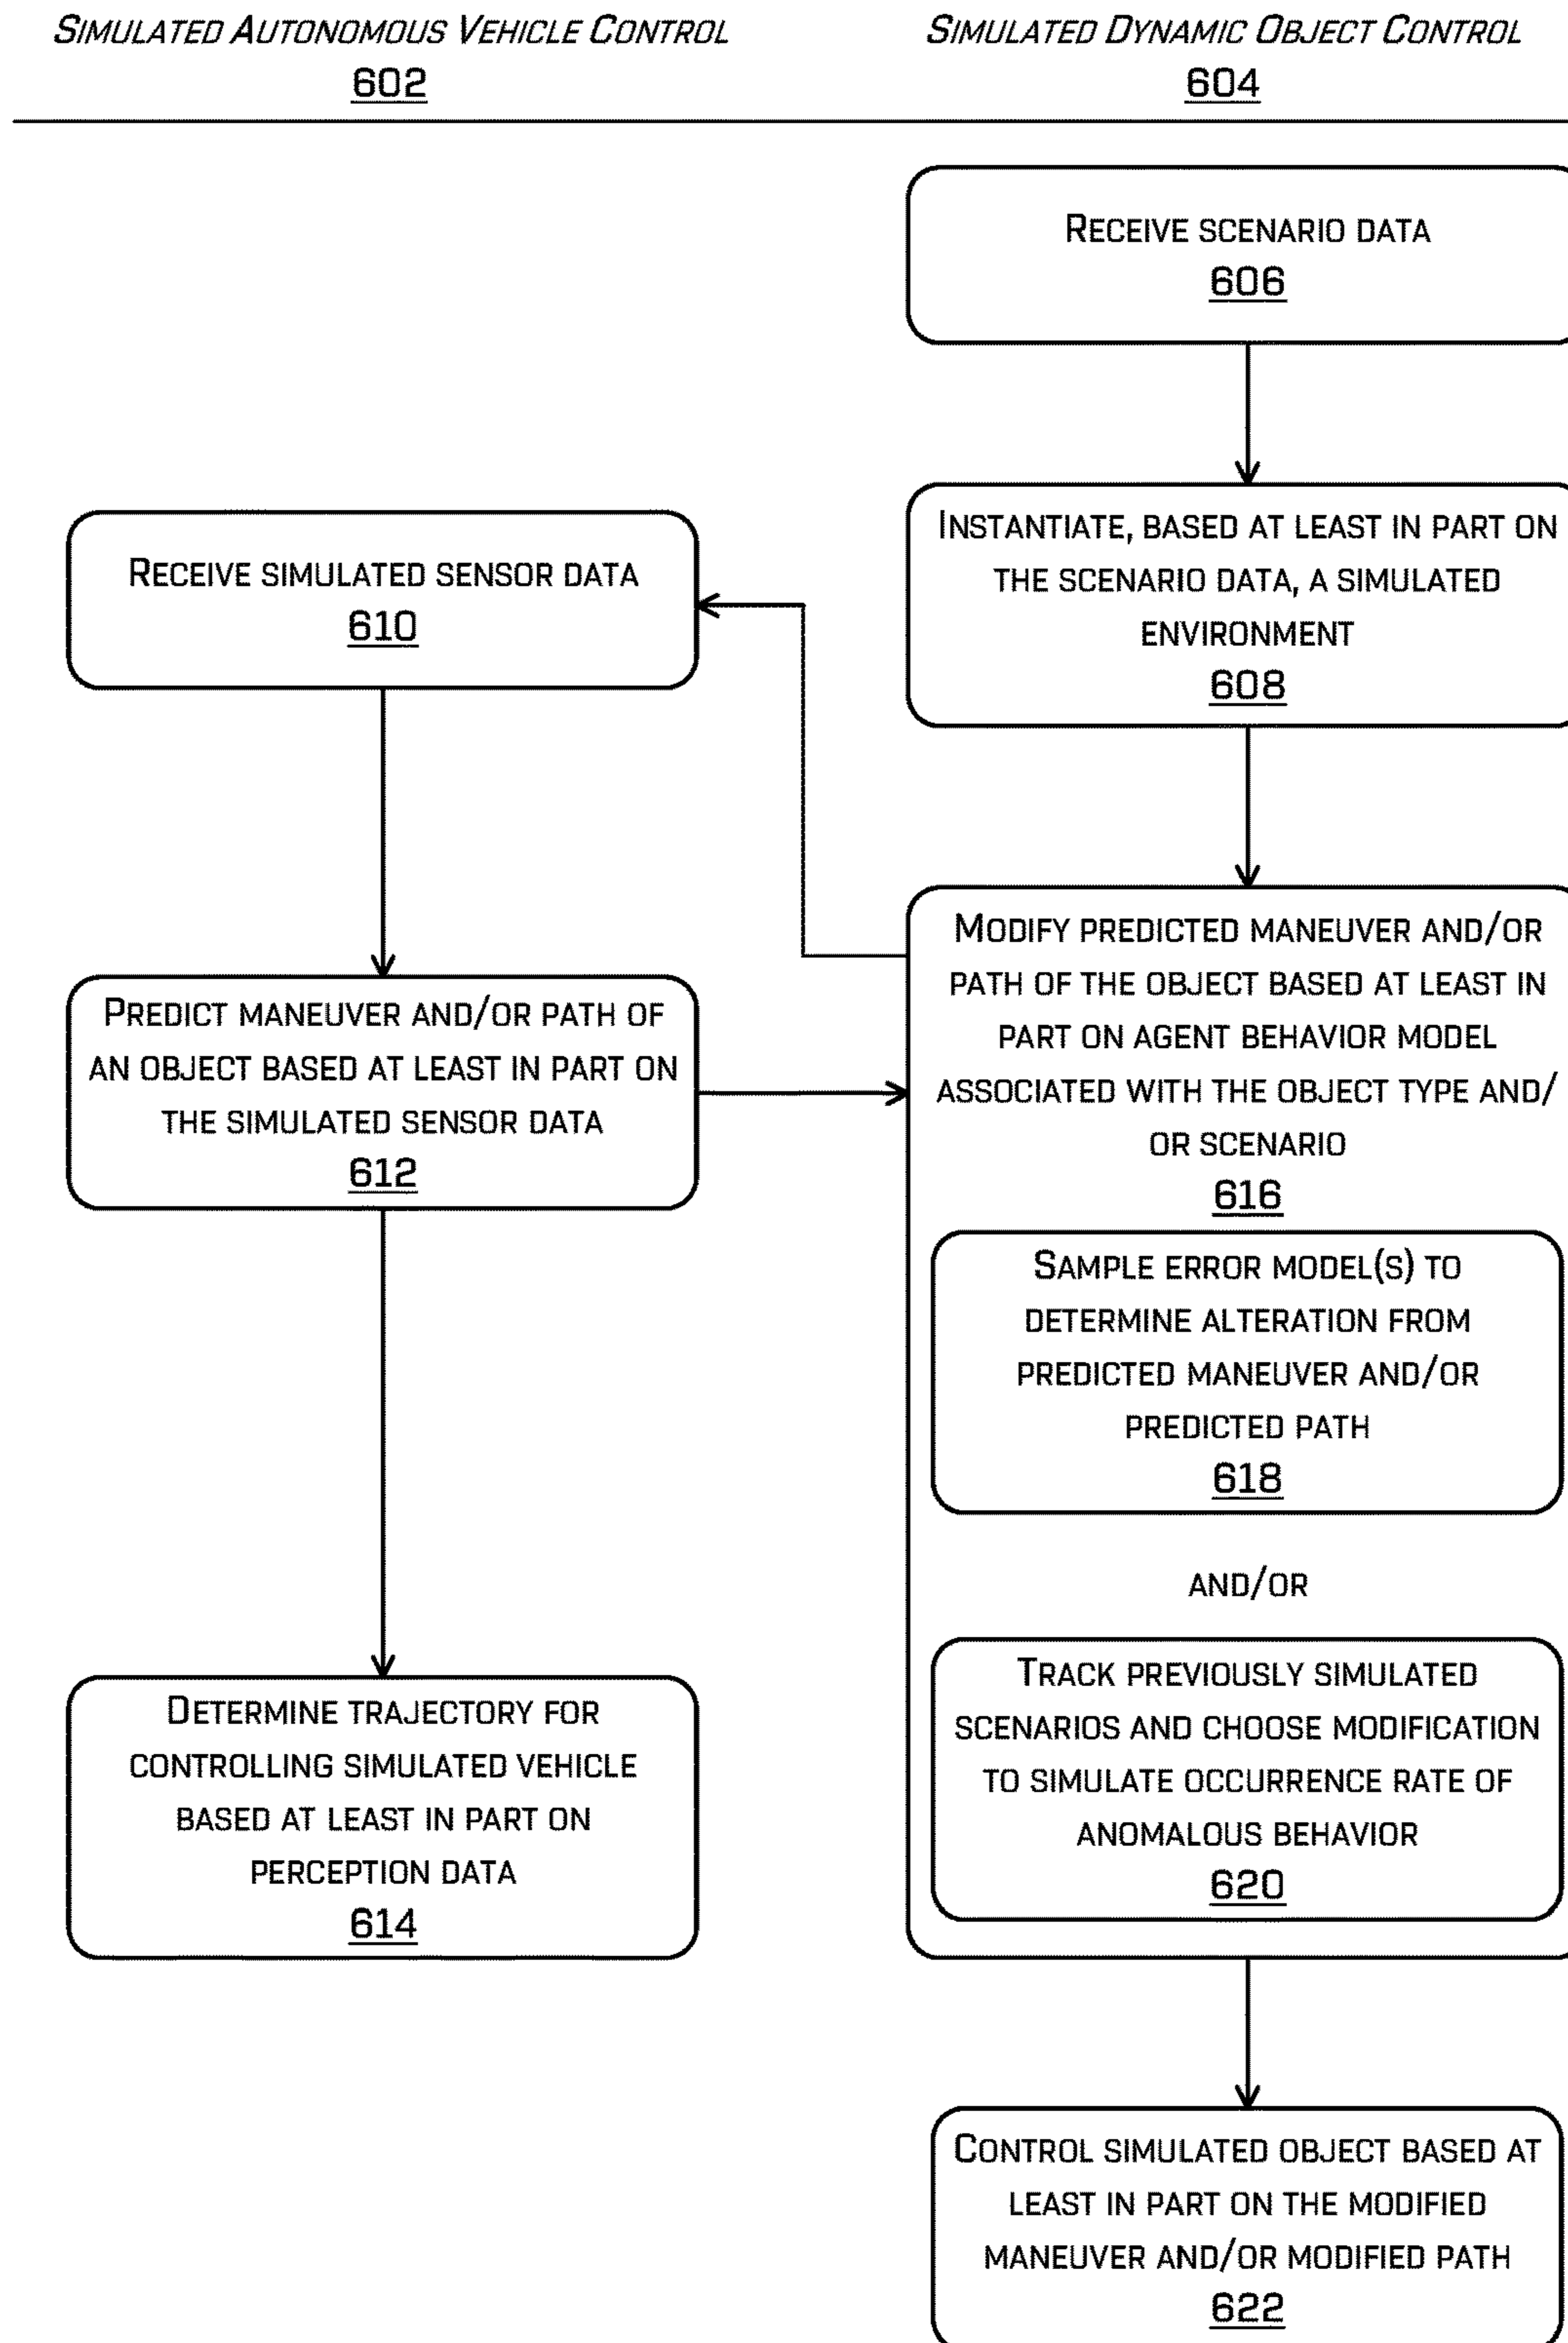 Simulated Autonomous Vehicle Control
602
Simulated Dynamic Object Control
604
Receive scenario data
606
Instantiate, based at least in part on
the scenario data, a simulated
environment
608
Receive simulated sensor data
610
Predict maneuver and/or path of
an object based at least in part on
the simulated sensor data
612
Determine trajectory for
controlling simulated vehicle
based at least in part on
perception data
614
Modify predicted maneuver and/or
path of the object based at least in
part on agent behavior model
associated with the object type and/
or scenario
616
Sample error model(s) to
determine alteration from
predicted maneuver and/or
predicted path
618
and/or
Track previously simulated
scenarios and choose modification
to simulate occurrence rate of
anomalous behavior
620
Control simulated object based at
least in part on the modified
maneuver and/or modified path
622